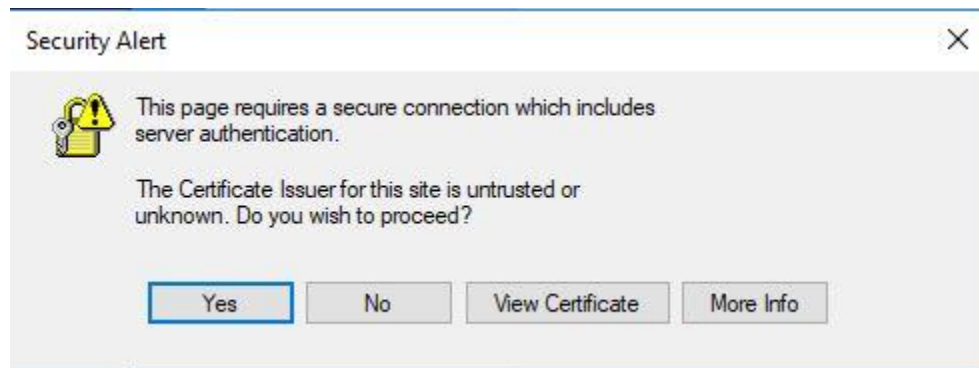 Security Alert
This page requires a secure connection which includes
server authentication.
The Certificate Issuer for this site is untrusted or
unknown. Do you wish to proceed?
Yes No View Certificate More Info